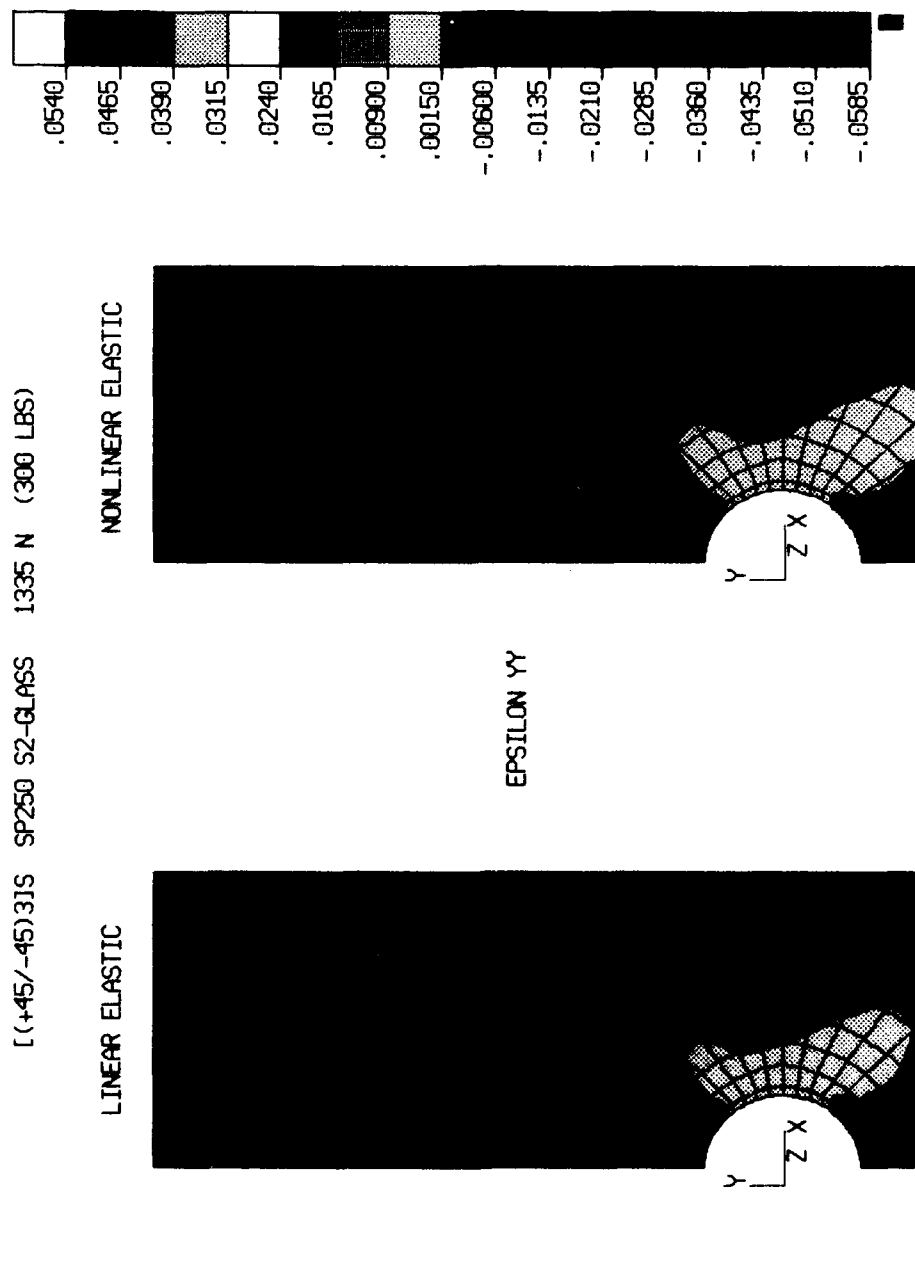 [(+45/-45)3]S SP250 S2-GLASS 1335 N (300 LBS)
LINEAR ELASTIC
NONLINEAR ELASTIC
EPSILON YY
Y
Z X
Y
Z X
.0540
.0465
.0390
.0315
.0240
.0165
.00900
.00150
-.00600
-.0135
-.0210
-.0285
-.0360
-.0435
-.0510
-.0585